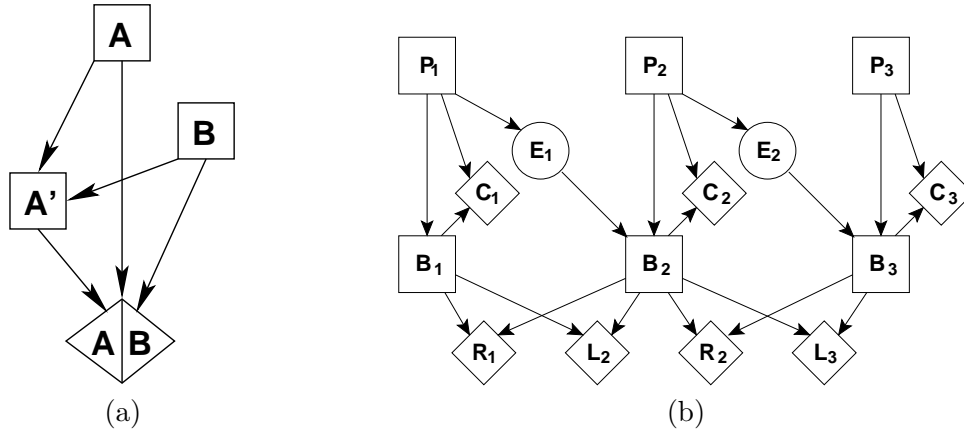 A
B
A'
A B
(a)
P1 P2 P3
E1 E2
C1 C2 C3
B1 B2 B3
R1 L2 R2 L3
(b)